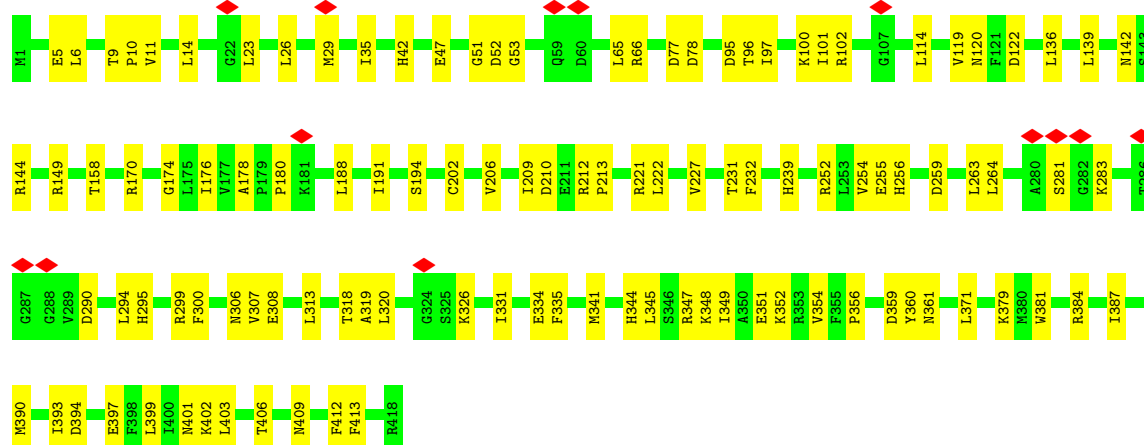 M1 E5 L6 T9 P10 V11 L14 G22 L23 L26 M29 I35 H42 E47 G51 D52 G53 Q59 D60 L65 R66 D77 D78 D95 T96 I97 K100 I101 R102 G107 L114 V119 N120 F121 D122 L136 L139 N142 S143
R144 R149 T158 R170 G174 L175 I176 V177 A178 P179 P180 K181 L188 I191 S194 C202 V206 I209 D210 E211 R212 P213 R221 L222 V227 T231 F232 H239 R252 L253 V254 E255 H256 D259 L263 L264 A280 S281 G282 K283 T286
G287 G288 V289 D290 L294 H295 R299 F300 N306 V307 E308 L313 T318 A319 L320 G324 S325 K326 I331 E334 F335 M341 H344 L345 S346 R347 K348 I349 A350 E351 K352 R353 V354 F355 P356 D359 Y360 N361 L371 K379 M380 W381 R384 I387
M390 I393 D394 E397 F398 L399 I400 N401 K402 L403 T406 N409 F412 F413 R418